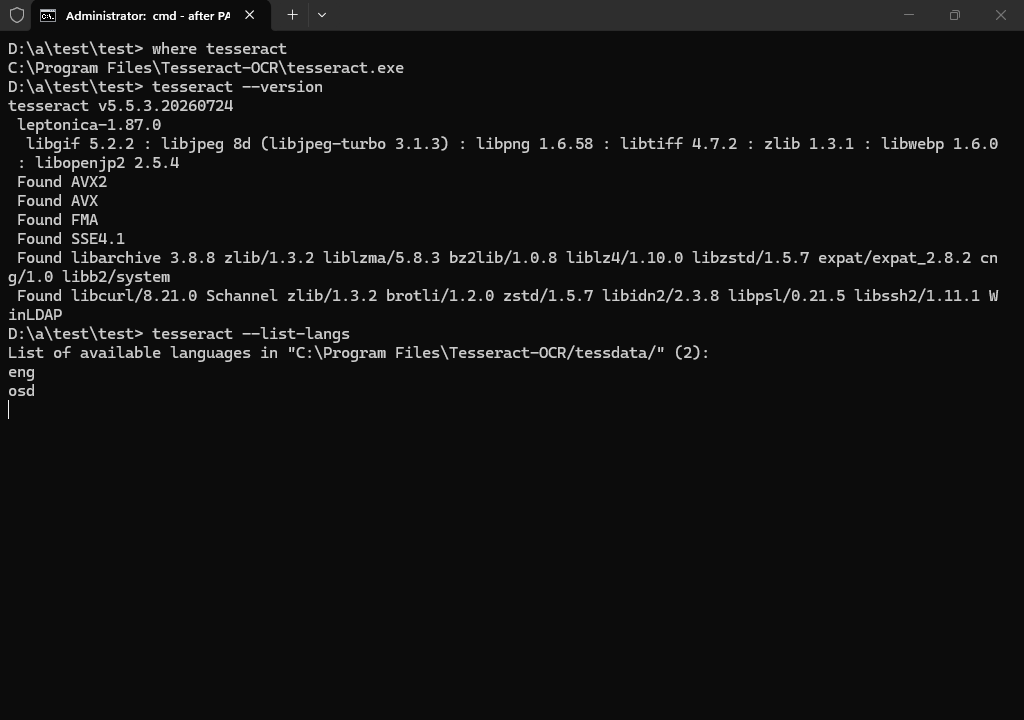 Administrator: cmd - after PA
D:\a\test\test> where tesseract
C:\Program Files\Tesseract-OCR\tesseract.exe
D:\a\test\test> tesseract --version
tesseract v5.5.3.20260724
 leptonica-1.87.0
  libgif 5.2.2 : libjpeg 8d (libjpeg-turbo 3.1.3) : libpng 1.6.58 : libtiff 4.7.2 : zlib 1.3.1 : libwebp 1.6.0
 : libopenjp2 2.5.4
 Found AVX2
 Found AVX
 Found FMA
 Found SSE4.1
 Found libarchive 3.8.8 zlib/1.3.2 liblzma/5.8.3 bz2lib/1.0.8 liblz4/1.10.0 libzstd/1.5.7 expat/expat_2.8.2 cn
g/1.0 libb2/system
 Found libcurl/8.21.0 Schannel zlib/1.3.2 brotli/1.2.0 zstd/1.5.7 libidn2/2.3.8 libpsl/0.21.5 libssh2/1.11.1 W
inLDAP
D:\a\test\test> tesseract --list-langs
List of available languages in "C:\Program Files\Tesseract-OCR/tessdata/" (2):
eng
osd